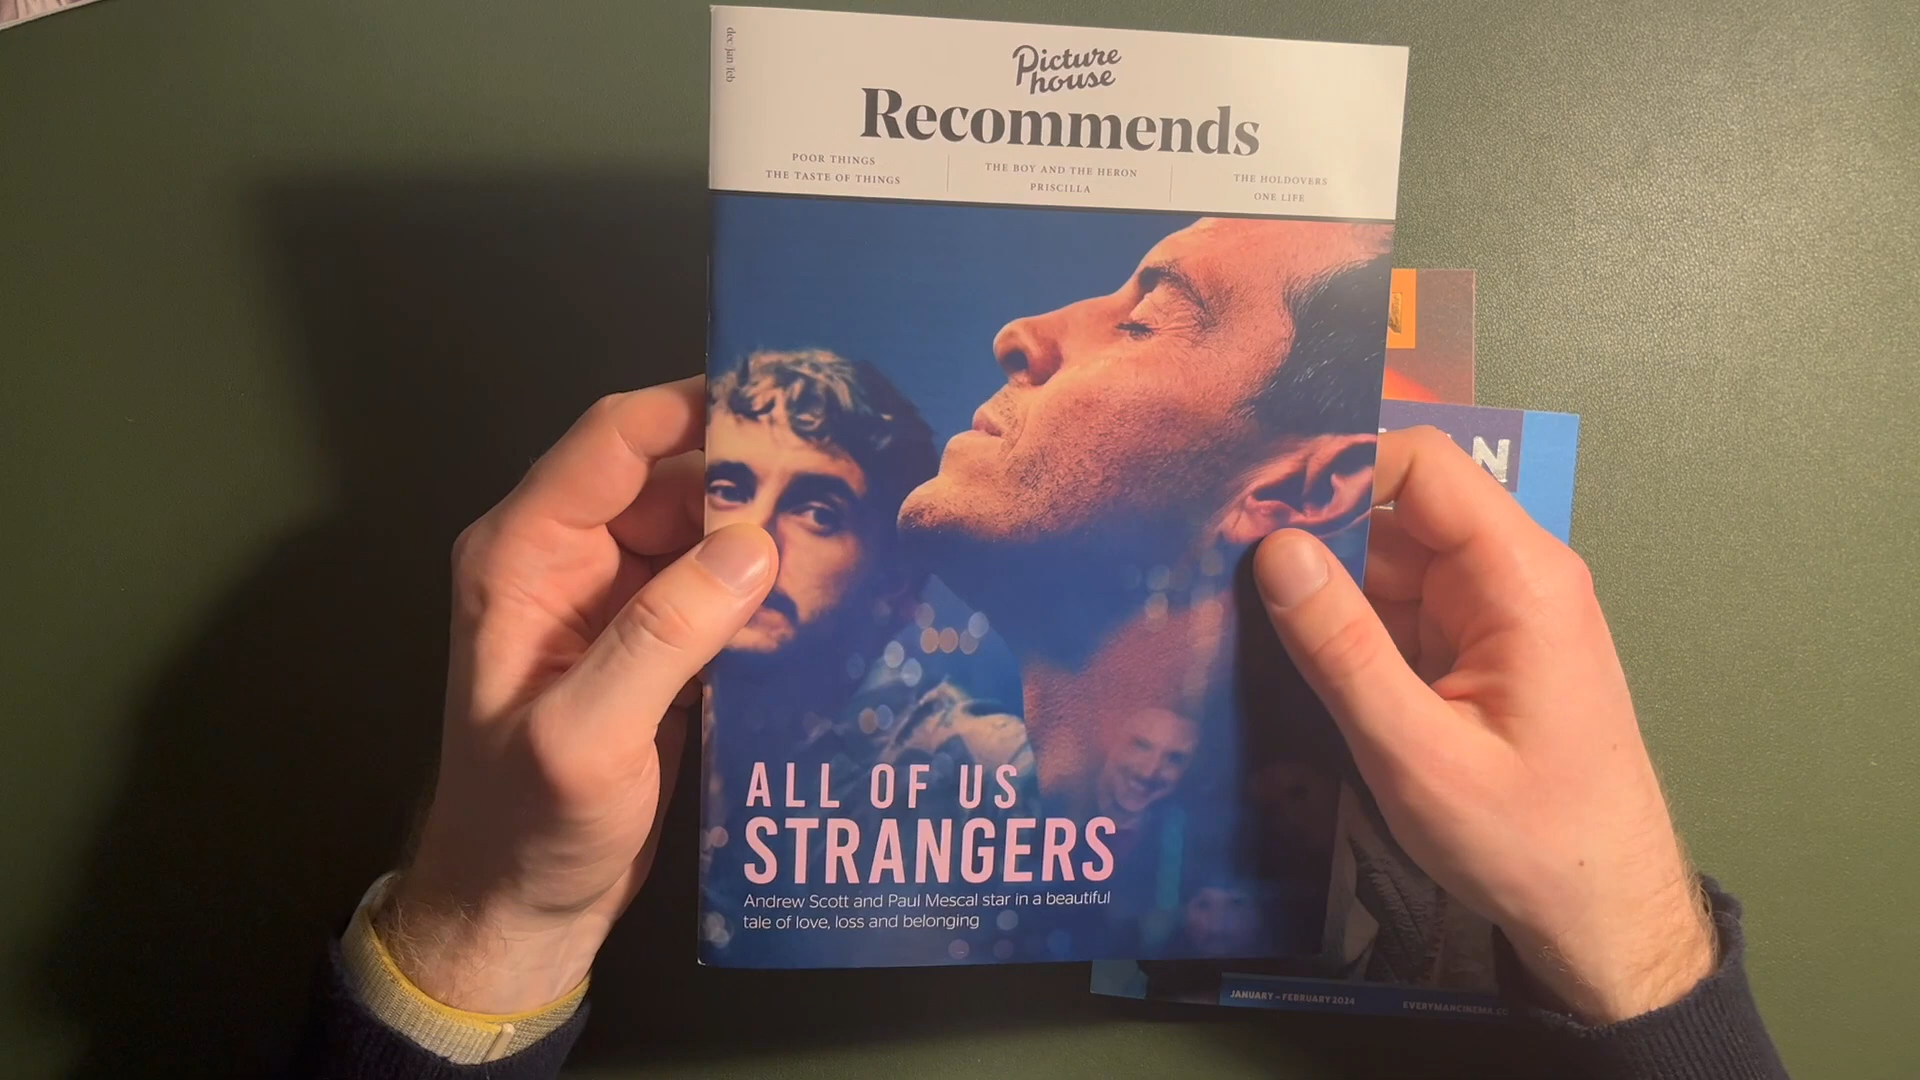 dec/jan/feb
Picture
house
Recommends
POOR THINGS
THE TASTE OF THINGS
THE BOY AND THE HERON
PRISCILLA
THE HOLDOVERS
ONE LIFE
ALL OF US
STRANGERS
Andrew Scott and Paul Mescal star in a beautiful
tale of love, loss and belonging
N
JANUARY – FEBRUARY 2024
EVERYMANCINEMA.CO